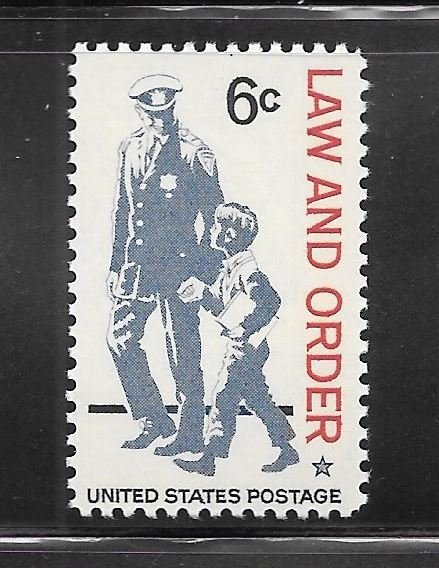 6c
LAW AND ORDER
UNITED STATES POSTAGE